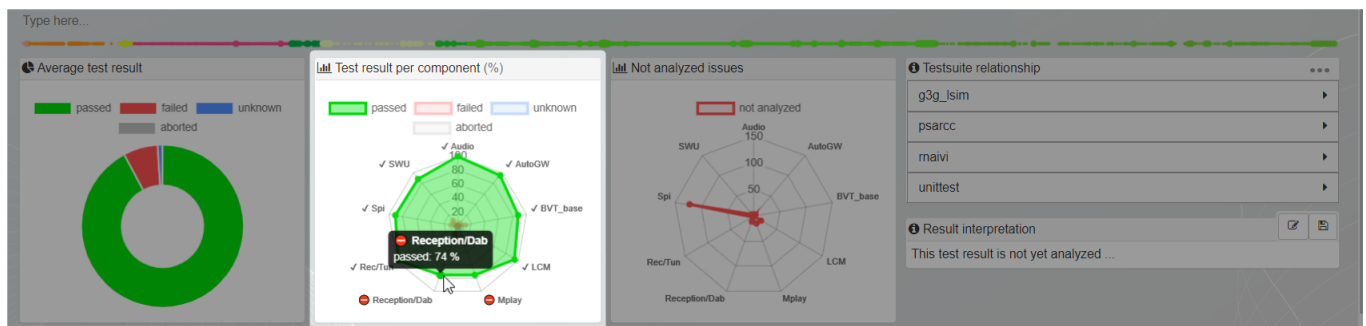 Type here...
Average test result
passed failed unknown
aborted
Test result per component (%)
passed failed unknown
aborted
Audio
100
80
60
40
20
SWU
AutoGW
Spi
BVT_base
Reception/Dab
passed: 74 %
Rec/Tun
LCM
Reception/Dab
Mplay
Not analyzed issues
not analyzed
Audio
150
100
50
SWU
AutoGW
Spi
BVT_base
Rec/Tun
LCM
Reception/Dab
Mplay
Testsuite relationship
g3g_lsim
psarcc
rnaivi
unittest
Result interpretation
This test result is not yet analyzed ...